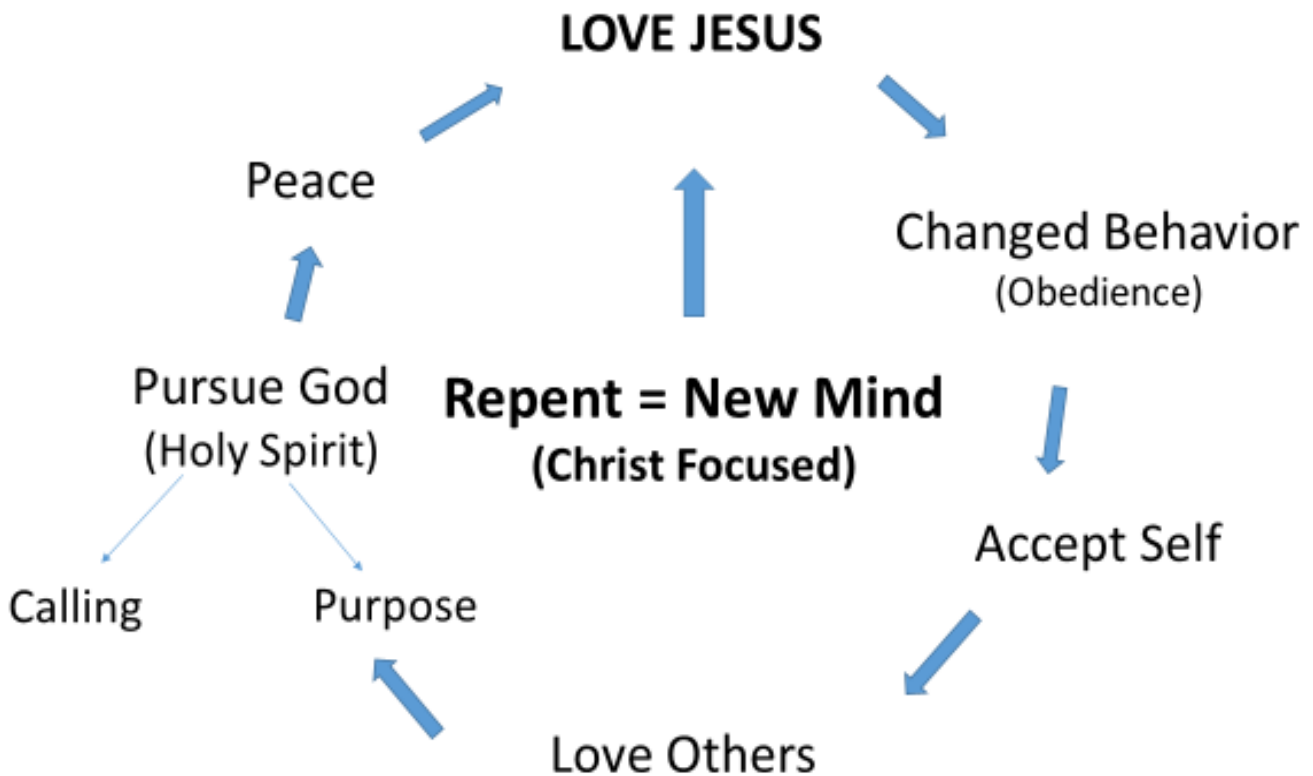 LOVE JESUS
Peace
Changed Behavior
(Obedience)
Pursue God
(Holy Spirit)
Repent = New Mind
(Christ Focused)
Accept Self
Calling
Purpose
Love Others